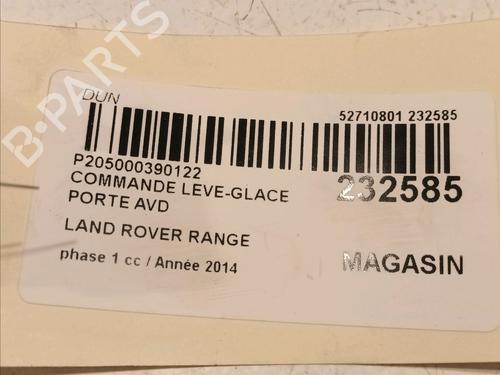 B-PARTS
DUN
52710801 232585
P205000390122
COMMANDE LEVE-GLACE
232585
PORTE AVD
LAND ROVER RANGE
phase 1 cc / Année 2014
MAGASIN